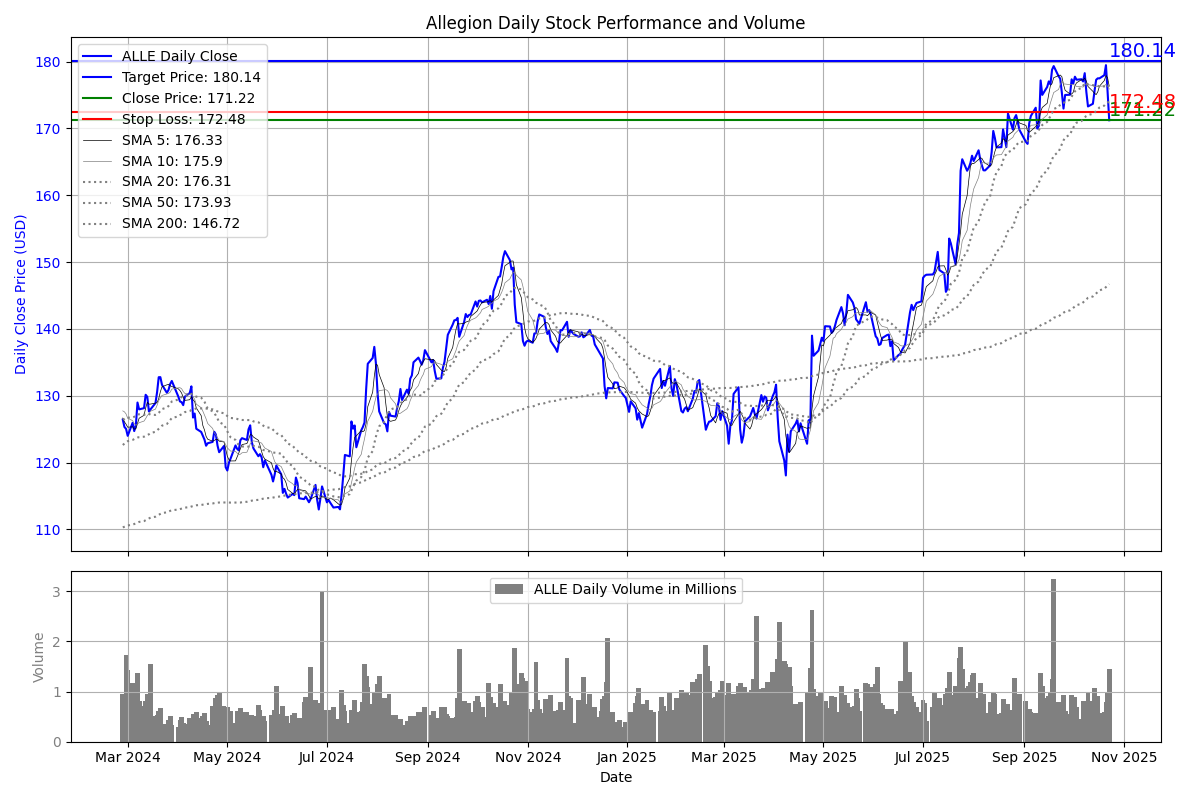 Allegion Daily Stock Performance and Volume
ALLE Daily Close
Target Price: 180.14
Close Price: 171.22
Stop Loss: 172.48
SMA 5: 176.33
SMA 10: 175.9
SMA 20: 176.31
SMA 50: 173.93
SMA 200: 146.72
180.14
172.48
171.22
Daily Close Price (USD)
180
170
160
150
140
130
120
110
ALLE Daily Volume in Millions
Volume
3
2
1
0
Mar 2024 May 2024 Jul 2024 Sep 2024 Nov 2024 Jan 2025 Mar 2025 May 2025 Jul 2025 Sep 2025 Nov 2025
Date